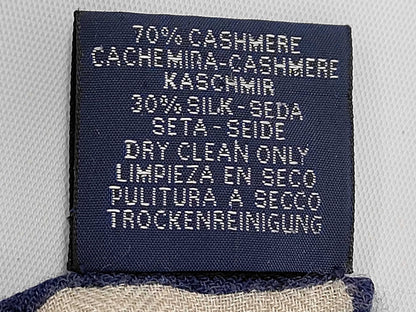 70% CASHMERE
CACHEMIRA-CASHMERE
KASCHMIR
30% SILK-SEDA
SETA-SEIDE
DRY CLEAN ONLY
LIMPIEZA EN SECO
PULITURA A SECCO
TROCKENREINIGUNG